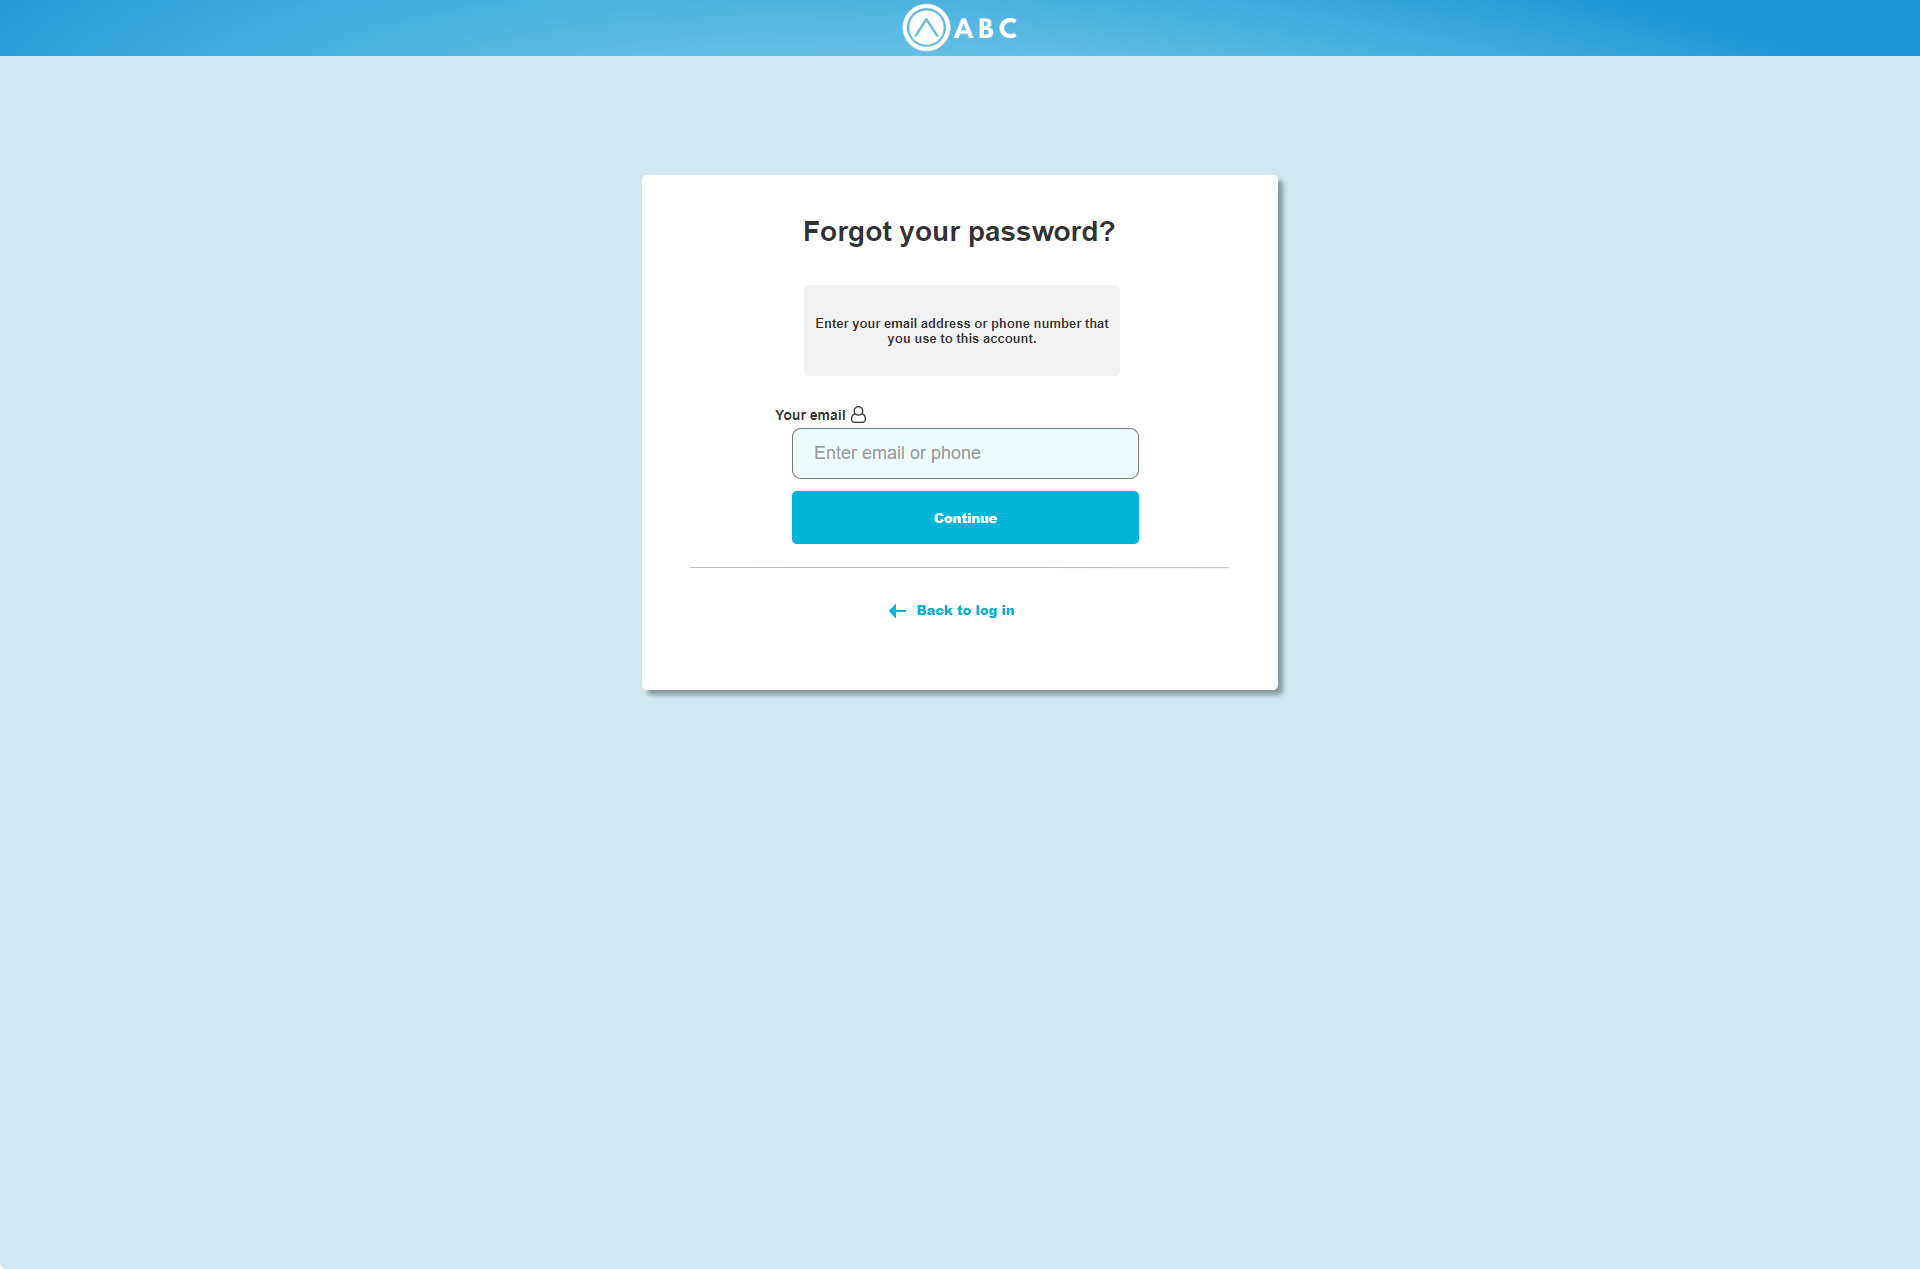 ABC
Forgot your password?
Enter your email address or phone number that
you use to this account.
Your email
Enter email or phone
Continue
Back to log in